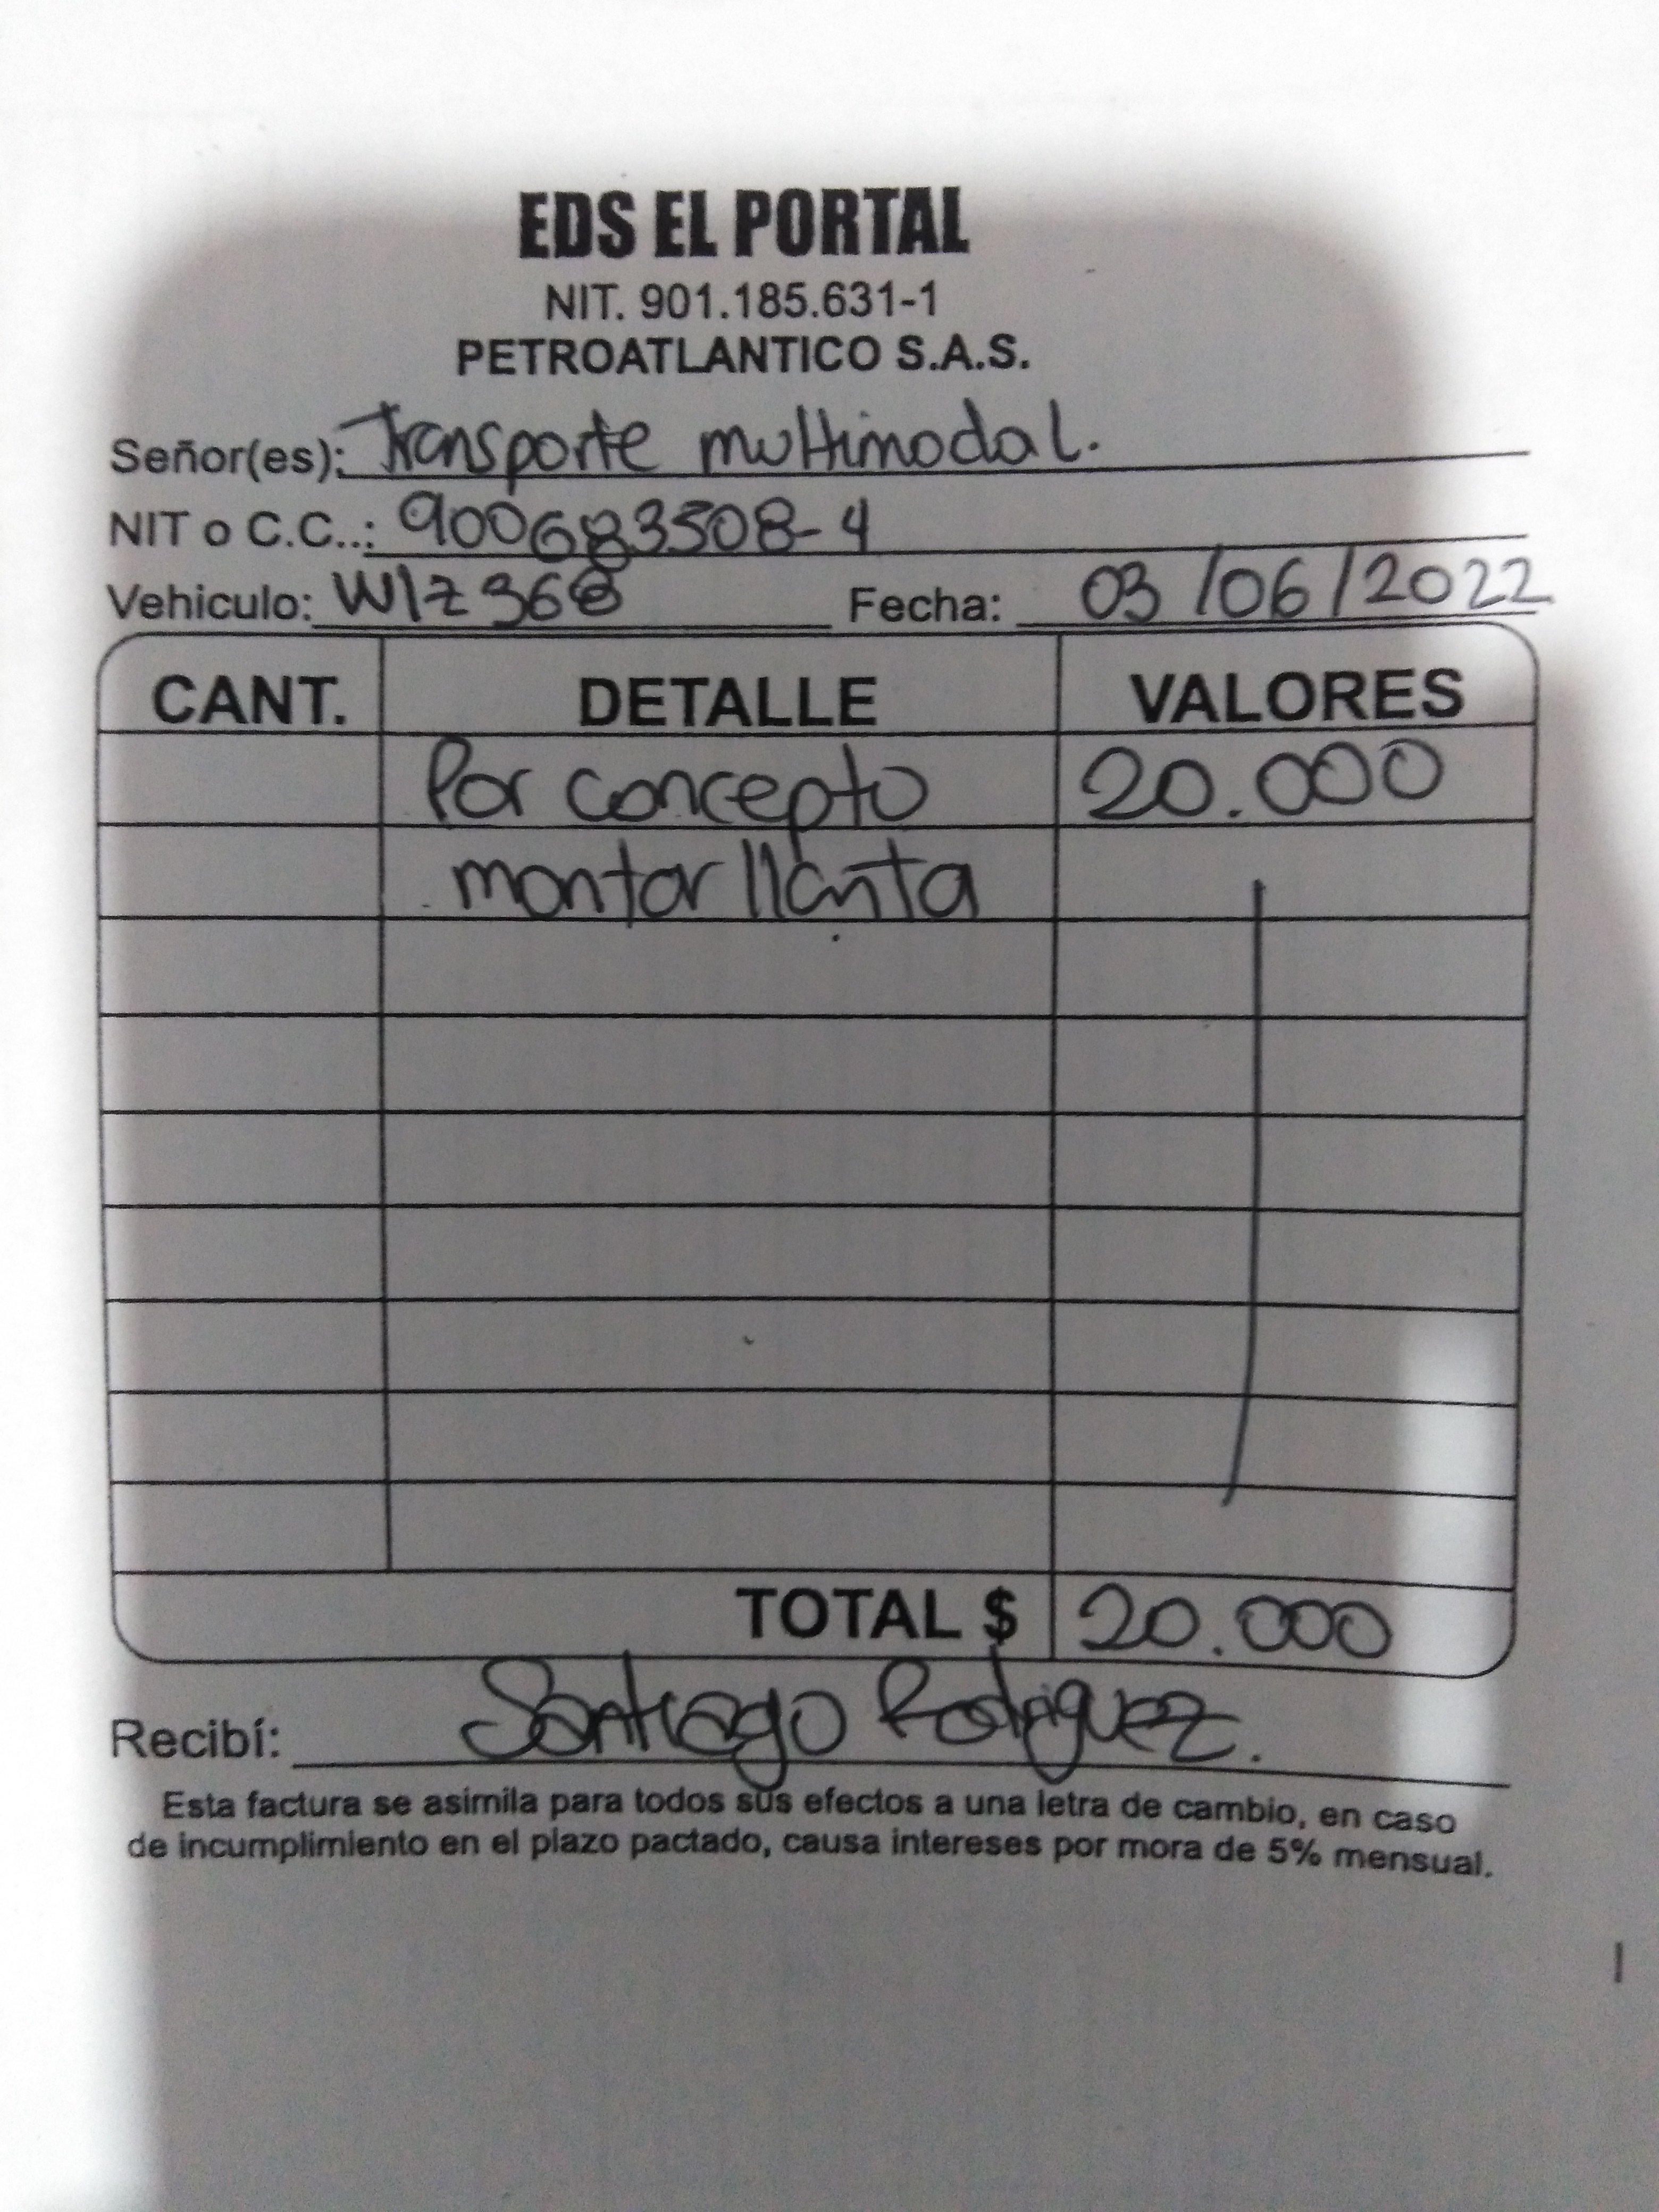 EDS EL PORTAL
NIT. 901.185.631-1
PETROATLANTICO S.A.S.
Señor(es): Transporte multimodal.
NIT o C.C..: 900683508-4
Vehiculo: WlZ368 Fecha: 03/06/2022
CANT. DETALLE VALORES
Por concepto 20.000
montar llanta
TOTAL $ 20.000
Recibí: Santiago Rodriguez.
Esta factura se asimila para todos sus efectos a una letra de cambio, en caso
de incumplimiento en el plazo pactado, causa intereses por mora de 5% mensual.